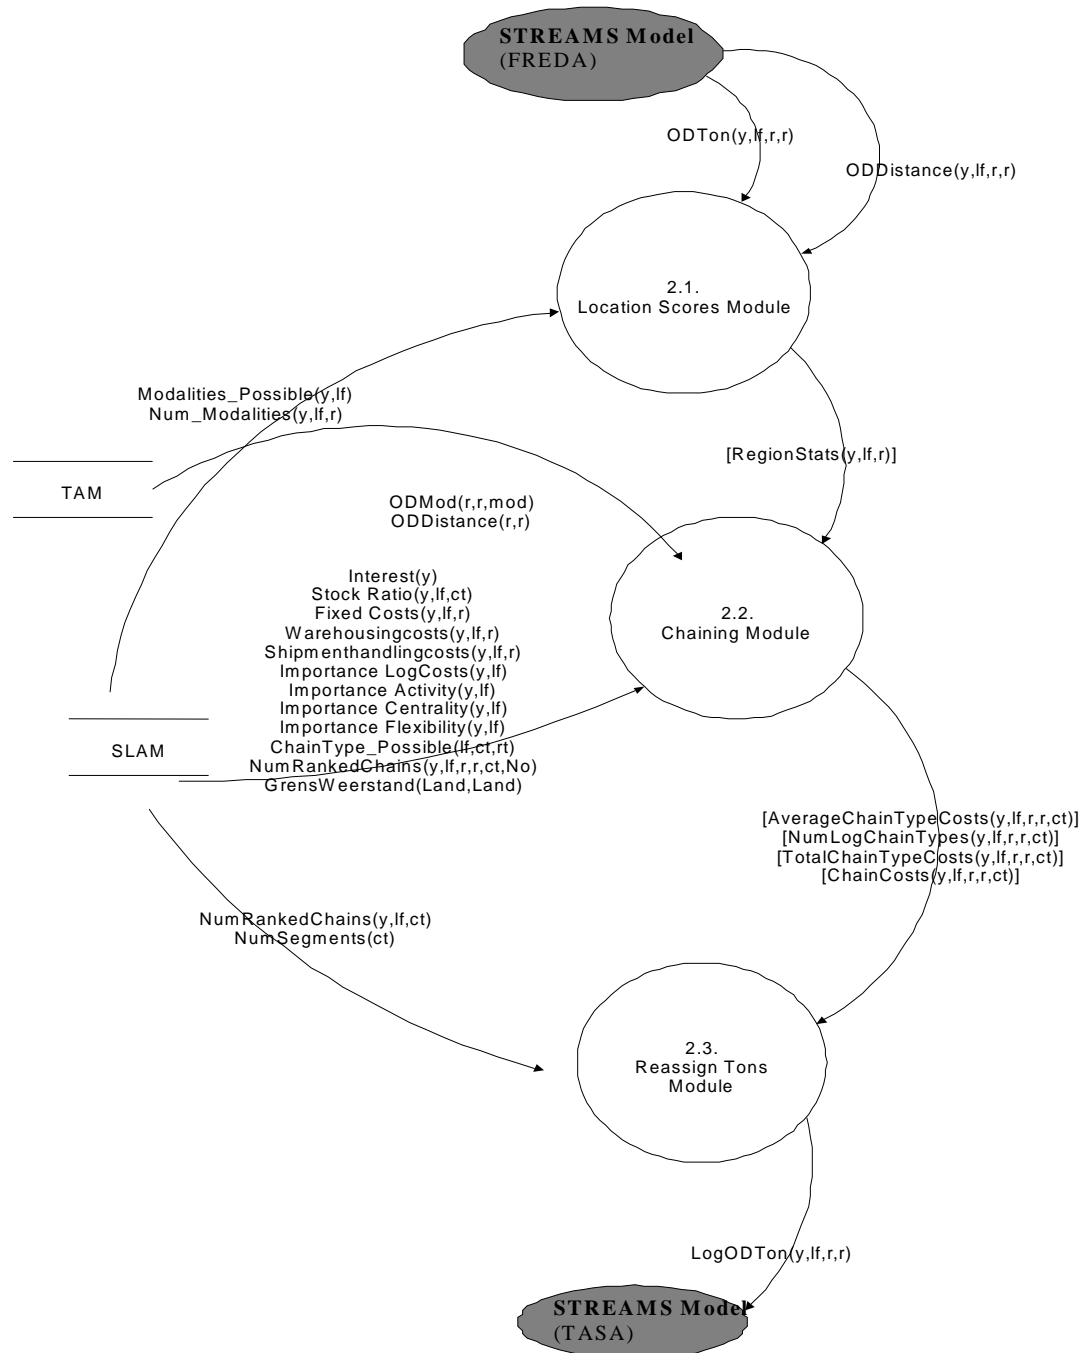 STREAMS Model
(FREDA)
ODTon(y,lf,r,r)
ODDistance(y,lf,r,r)
2.1.
Location Scores Module
Modalities_Possible(y,lf)
Num_Modalities(y,lf,r)
[RegionStats(y,lf,r)]
TAM
ODMod(r,r,mod)
ODDistance(r,r)
Interest(y)
Stock Ratio(y,lf,ct)
Fixed Costs(y,lf,r)
Warehousingcosts(y,lf,r)
Shipmenthandlingcosts(y,lf,r)
Importance LogCosts(y,lf)
Importance Activity(y,lf)
Importance Centrality(y,lf)
Importance Flexibility(y,lf)
ChainType_Possible(lf,ct,rt)
NumRankedChains(y,lf,r,r,ct,No)
GrensWeerstand(Land,Land)
2.2.
Chaining Module
SLAM
[AverageChainTypeCosts(y,lf,r,r,ct)]
[NumLogChainTypes(y,lf,r,r,ct)]
[TotalChainTypeCosts(y,lf,r,r,ct)]
[ChainCosts(y,lf,r,r,ct)]
NumRankedChains(y,lf,ct)
NumSegments(ct)
2.3.
Reassign Tons
Module
LogODTon(y,lf,r,r)
STREAMS Model
(TASA)